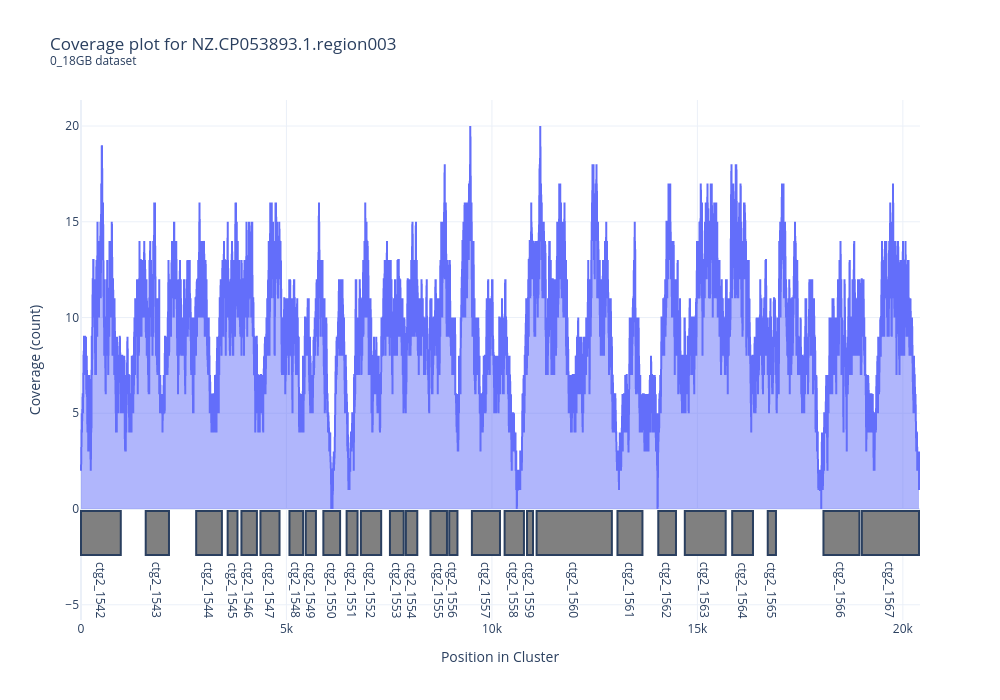 Coverage plot for NZ.CP053893.1.region003
0_18GB dataset
20
15
10
5
0
−5
Coverage (count)
ctg2_1542
ctg2_1543
ctg2_1544
ctg2_1545
ctg2_1546
ctg2_1547
ctg2_1548
ctg2_1549
ctg2_1550
ctg2_1551
ctg2_1552
ctg2_1553
ctg2_1554
ctg2_1555
ctg2_1556
ctg2_1557
ctg2_1558
ctg2_1559
ctg2_1560
ctg2_1561
ctg2_1562
ctg2_1563
ctg2_1564
ctg2_1565
ctg2_1566
ctg2_1567
0 5k 10k 15k 20k
Position in Cluster